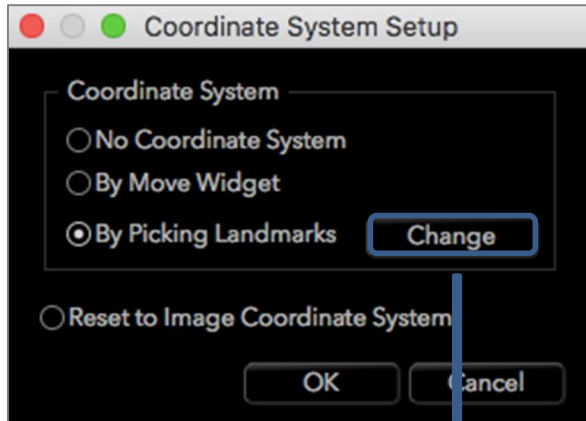 Coordinate System Setup
Coordinate System
No Coordinate System
By Move Widget
By Picking Landmarks Change
Reset to Image Coordinate System
OK Cancel